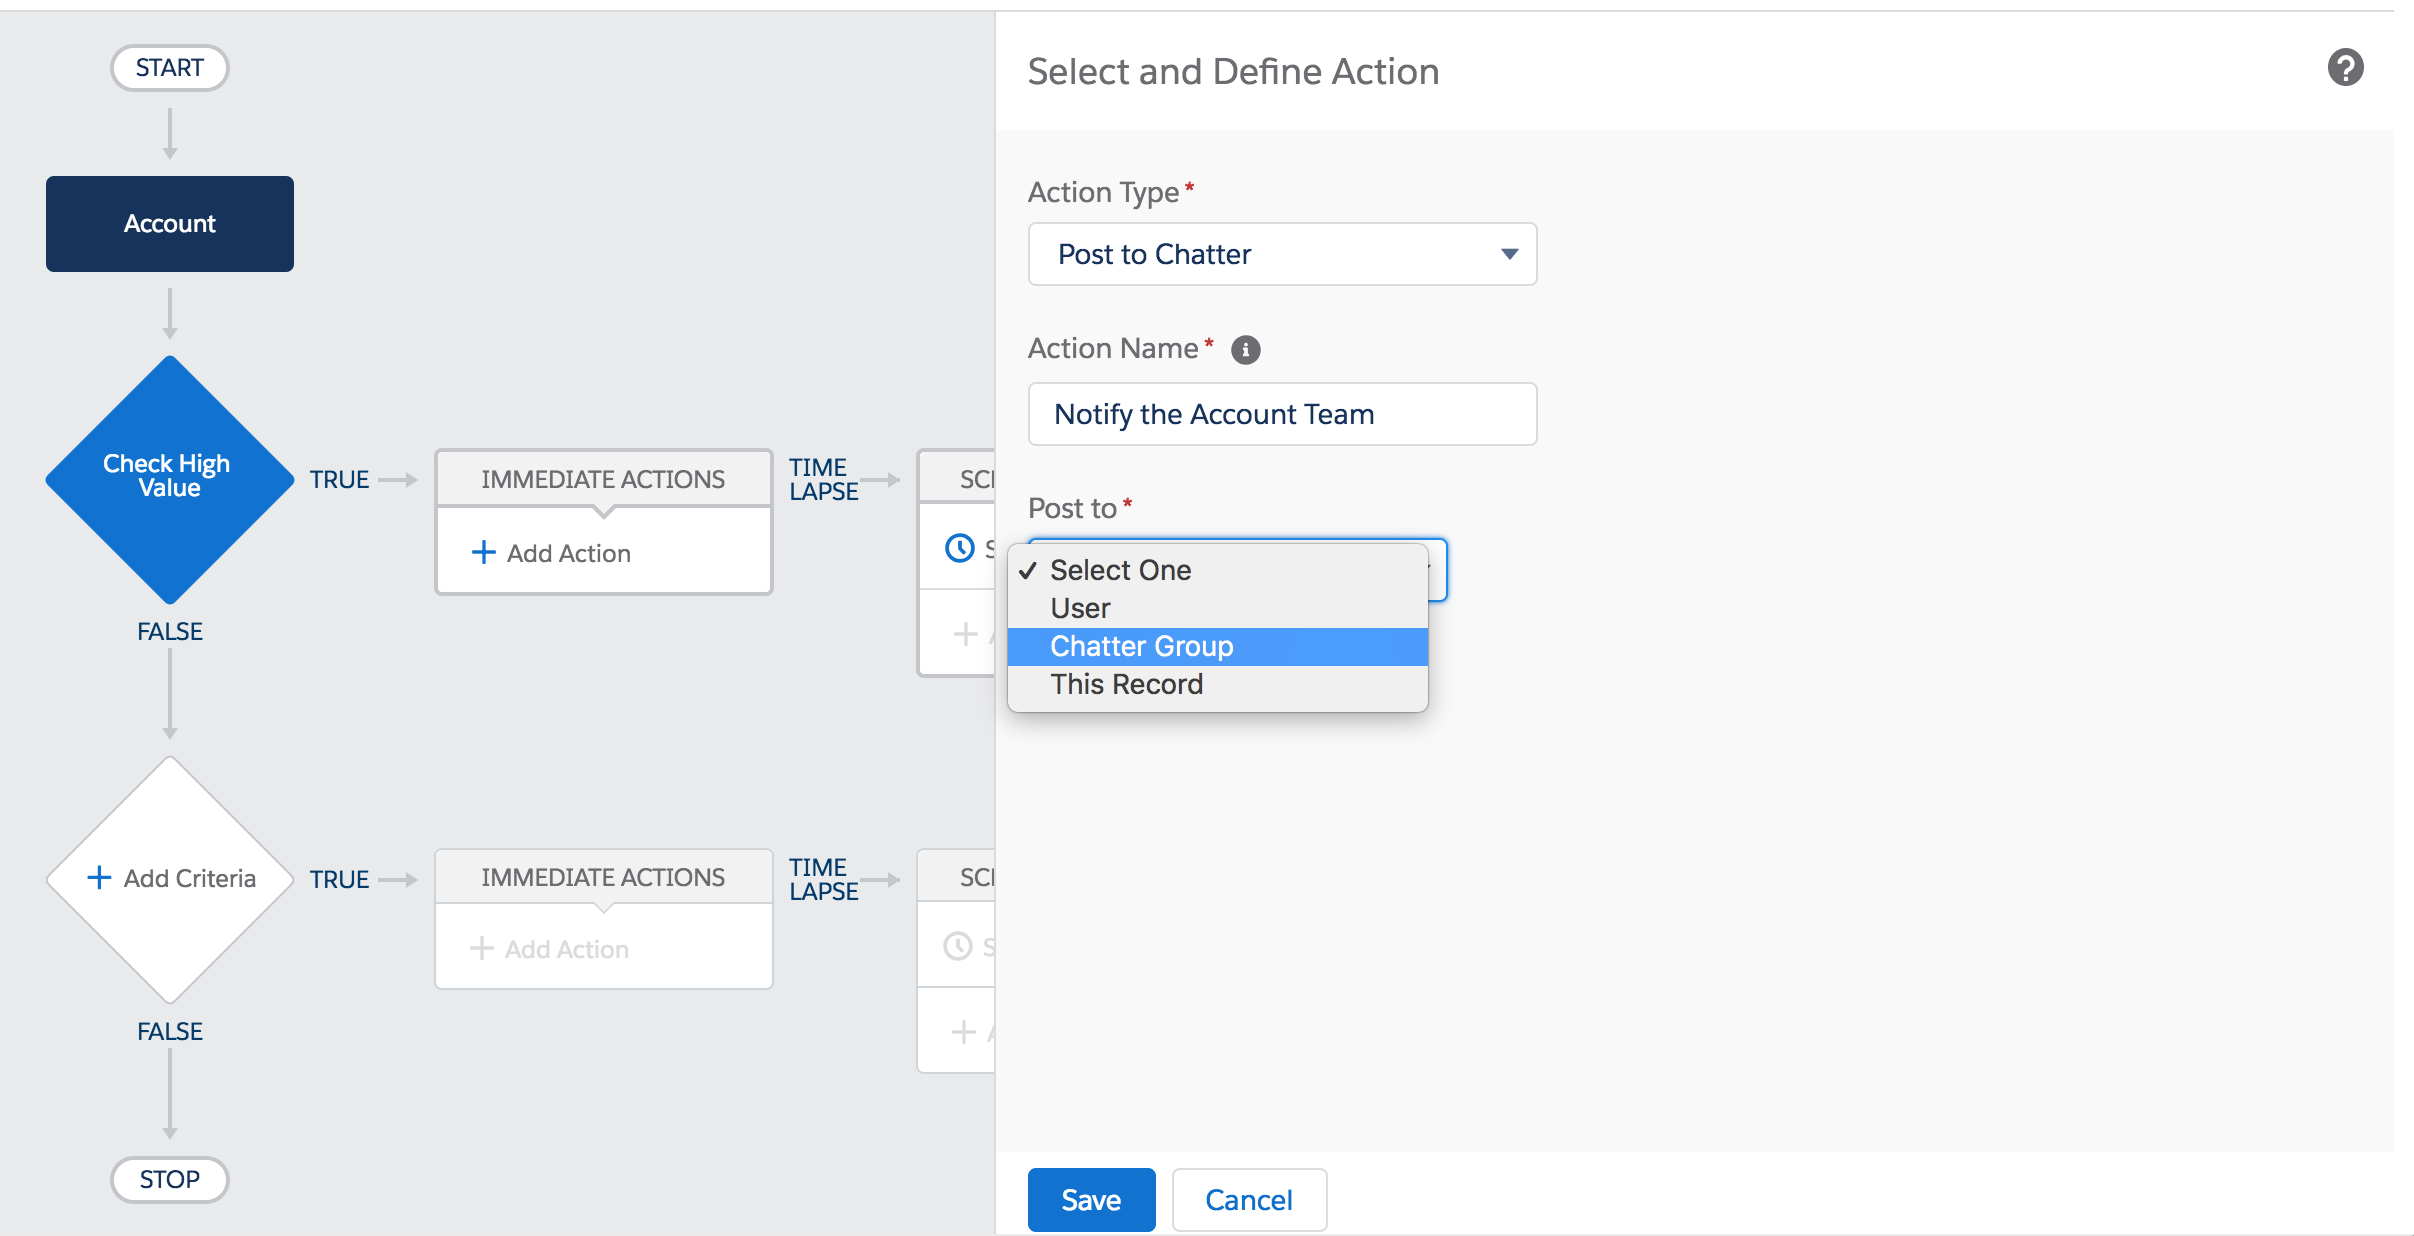 START
Account
Check High
Value
TRUE
IMMEDIATE ACTIONS
Add Action
TIME
LAPSE
FALSE
Add Criteria
TRUE
IMMEDIATE ACTIONS
Add Action
TIME
LAPSE
FALSE
STOP
Select and Define Action
Action Type*
Post to Chatter
Action Name*
Notify the Account Team
Post to*
Select One
User
Chatter Group
This Record
Save
Cancel